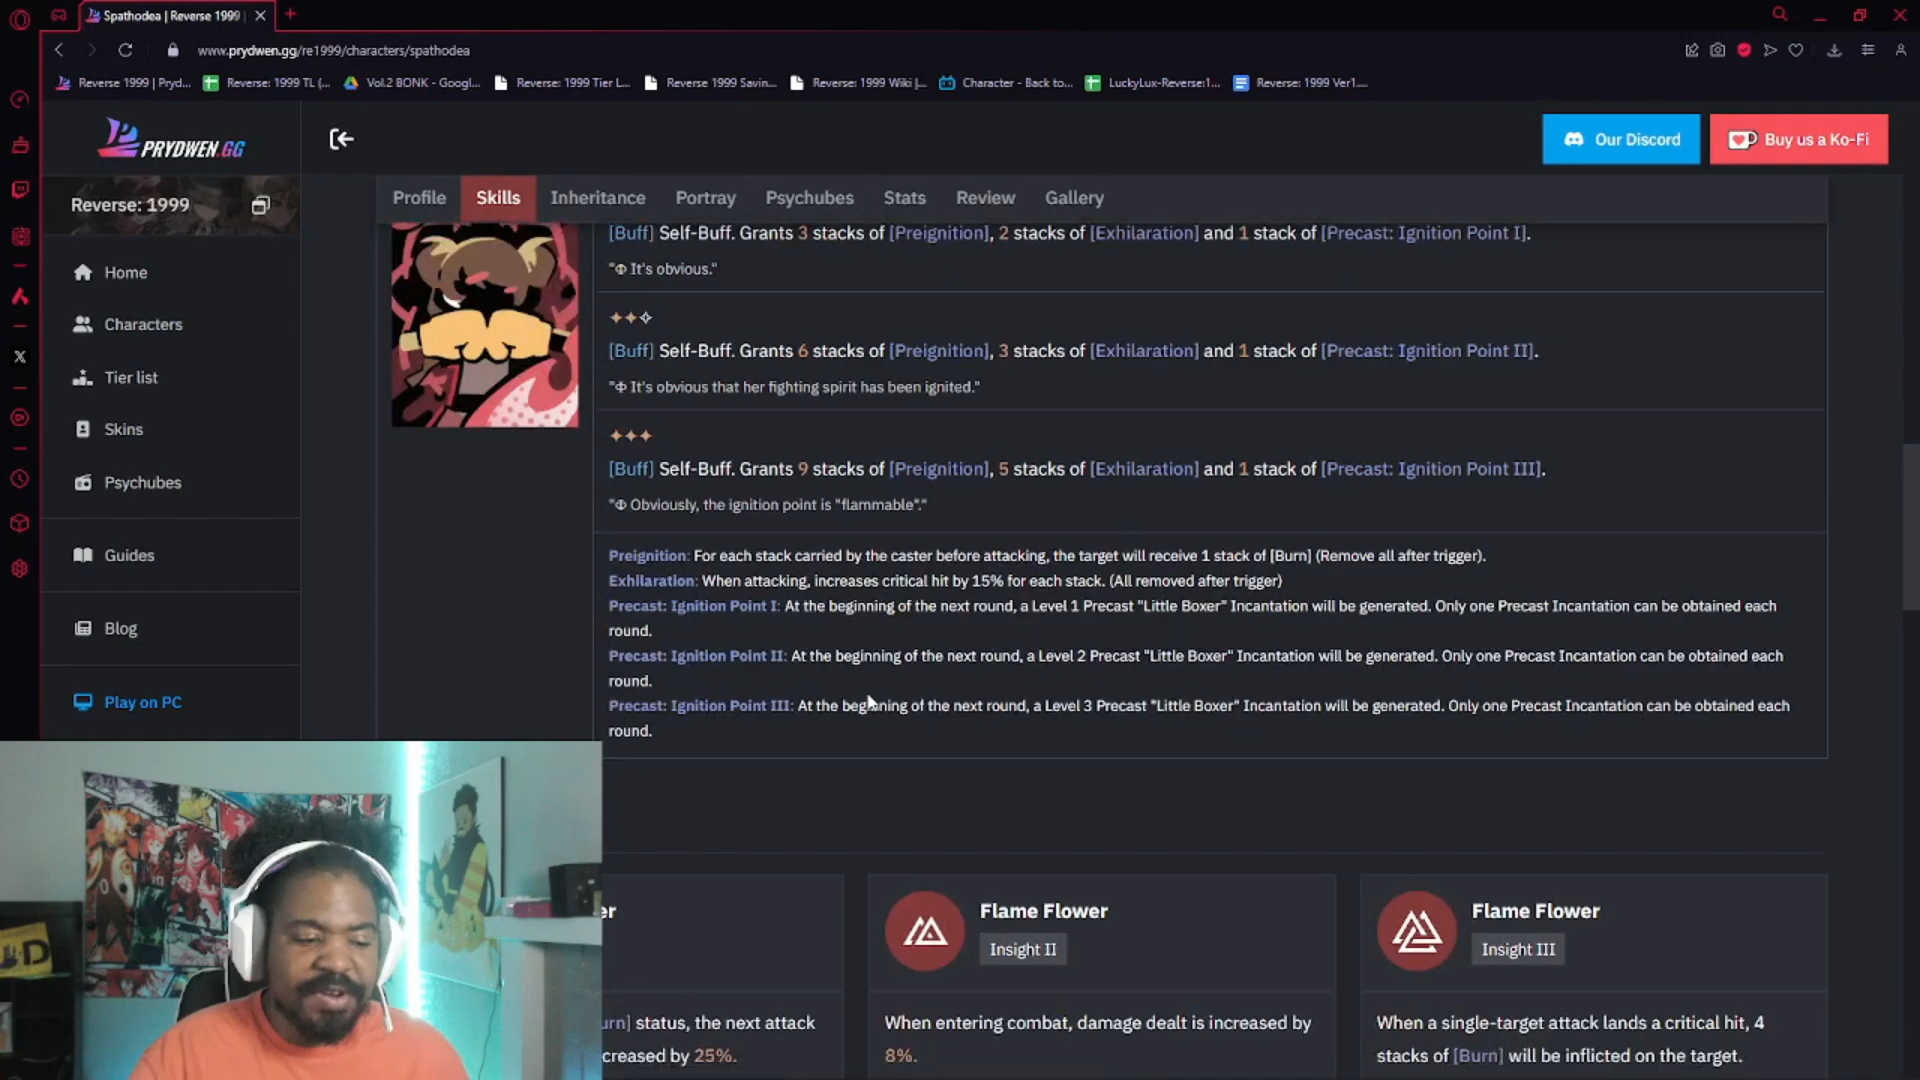 Spathodea | Reverse 1999
www.prydwen.gg/re1999/characters/spathodea
Reverse 1999 | Pryd...
Reverse: 1999 TL (...
Vol.2 BONK - Googl...
Reverse: 1999 Tier L...
Reverse 1999 Savin...
Reverse: 1999 Wiki |...
Character - Back to...
LuckyLux-Reverse:1...
Reverse: 1999 Ver1....
PRYDWEN.GG
Our Discord
Buy us a Ko-Fi
Reverse: 1999
Profile
Skills
Inheritance
Portray
Psychubes
Stats
Review
Gallery
Home
Characters
Tier list
Skins
Psychubes
Guides
Blog
Play on PC
[Buff] Self-Buff. Grants 3 stacks of [Preignition], 2 stacks of [Exhilaration] and 1 stack of [Precast: Ignition Point I].
"Φ It's obvious."
[Buff] Self-Buff. Grants 6 stacks of [Preignition], 3 stacks of [Exhilaration] and 1 stack of [Precast: Ignition Point II].
"Φ It's obvious that her fighting spirit has been ignited."
[Buff] Self-Buff. Grants 9 stacks of [Preignition], 5 stacks of [Exhilaration] and 1 stack of [Precast: Ignition Point III].
"Φ Obviously, the ignition point is "flammable"."
Preignition: For each stack carried by the caster before attacking, the target will receive 1 stack of [Burn] (Remove all after trigger).
Exhilaration: When attacking, increases critical hit by 15% for each stack. (All removed after trigger)
Precast: Ignition Point I: At the beginning of the next round, a Level 1 Precast "Little Boxer" Incantation will be generated. Only one Precast Incantation can be obtained each
round.
Precast: Ignition Point II: At the beginning of the next round, a Level 2 Precast "Little Boxer" Incantation will be generated. Only one Precast Incantation can be obtained each
round.
Precast: Ignition Point III: At the beginning of the next round, a Level 3 Precast "Little Boxer" Incantation will be generated. Only one Precast Incantation can be obtained each
round.
er
urn] status, the next attack
creased by 25%.
Flame Flower
Insight II
When entering combat, damage dealt is increased by
8%.
Flame Flower
Insight III
When a single-target attack lands a critical hit, 4
stacks of [Burn] will be inflicted on the target.